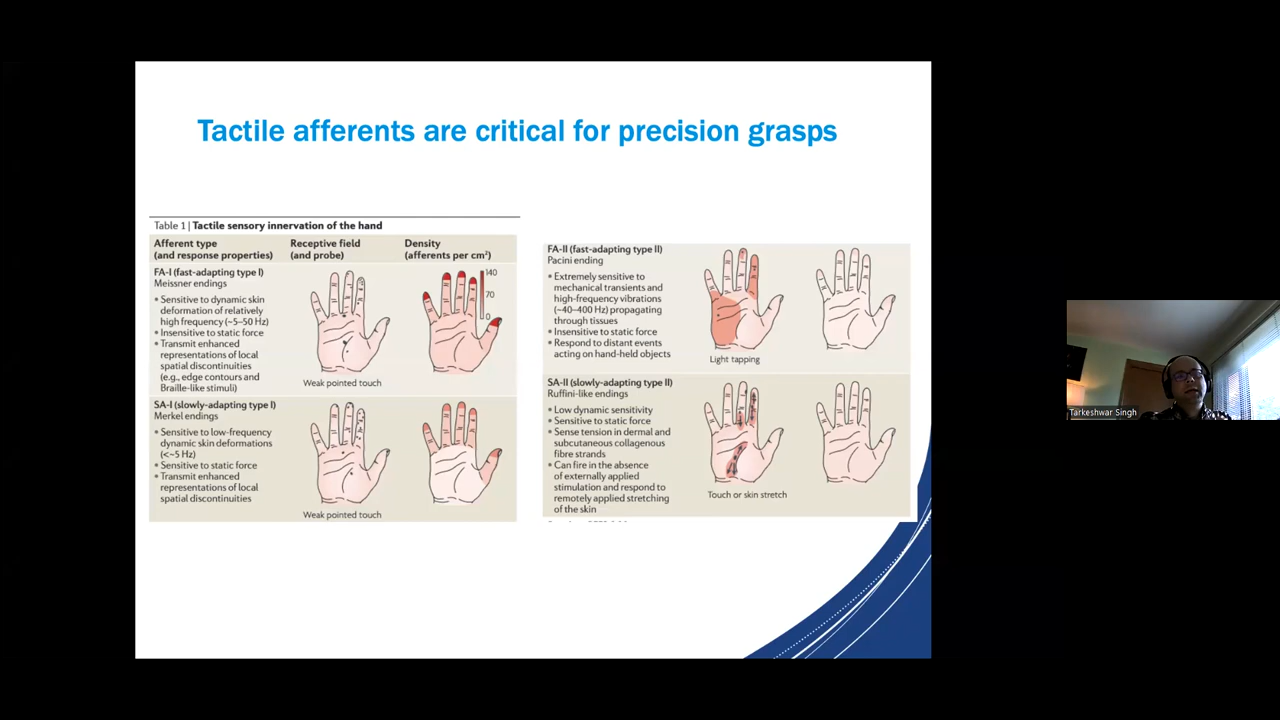 Tactile afferents are critical for precision grasps
Table 1 | Tactile sensory innervation of the hand
Afferent type
(and response properties)
Receptive field
(and probe)
Density
(afferents per cm²)
FA-I (fast-adapting type I)
Meissner endings
• Sensitive to dynamic skin
deformation of relatively
high frequency (~5–50 Hz)
• Insensitive to static force
• Transmit enhanced
representations of local
spatial discontinuities
(e.g., edge contours and
Braille-like stimuli)
Weak pointed touch
140
70
0
SA-I (slowly-adapting type I)
Merkel endings
• Sensitive to low-frequency
dynamic skin deformations
(<~5 Hz)
• Sensitive to static force
• Transmit enhanced
representations of local
spatial discontinuities
Weak pointed touch
FA-II (fast-adapting type II)
Pacini ending
• Extremely sensitive to
mechanical transients and
high-frequency vibrations
(~40–400 Hz) propagating
through tissues
• Insensitive to static force
• Respond to distant events
acting on hand-held objects
Light tapping
SA-II (slowly-adapting type II)
Ruffini-like endings
• Low dynamic sensitivity
• Sensitive to static force
• Sense tension in dermal and
subcutaneous collagenous
fibre strands
• Can fire in the absence
of externally applied
stimulation and respond to
remotely applied stretching
of the skin
Touch or skin stretch
Tarkeshwar Singh